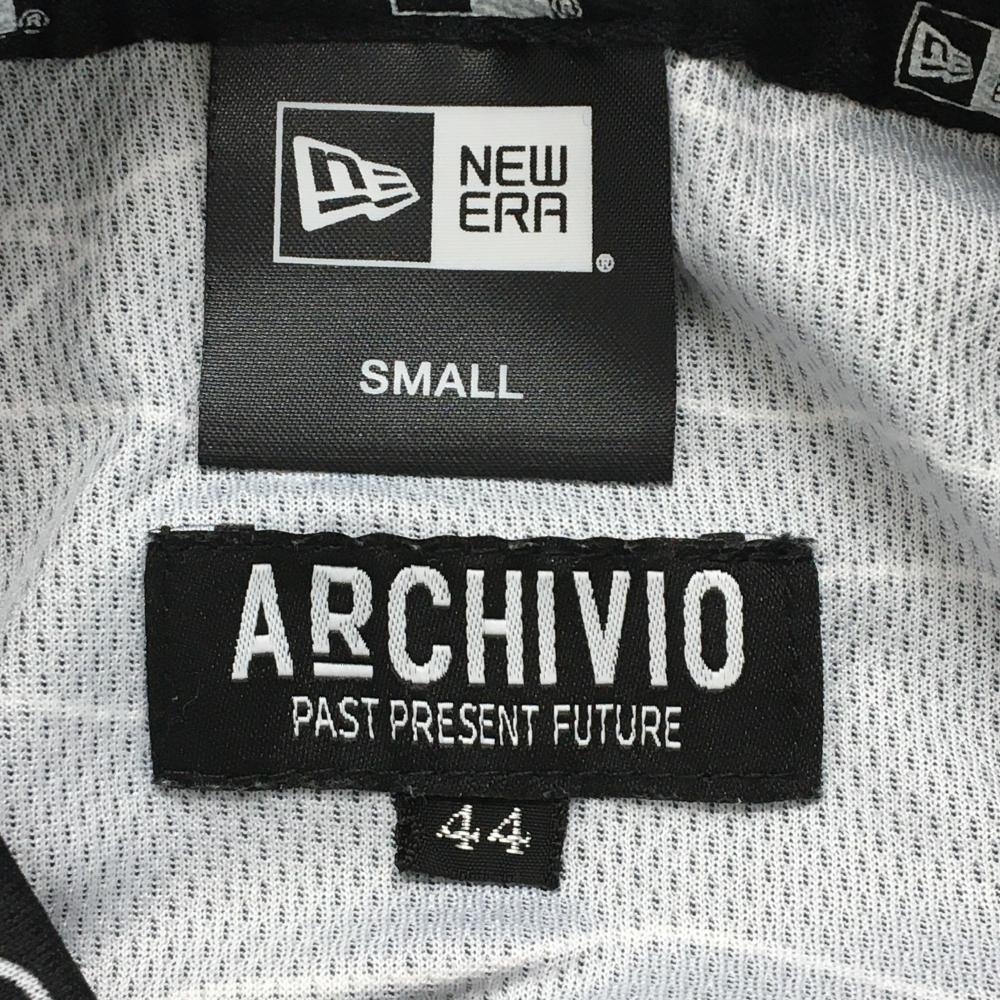 NEW
ERA
®
SMALL
ARCHIVIO
PAST PRESENT FUTURE
44